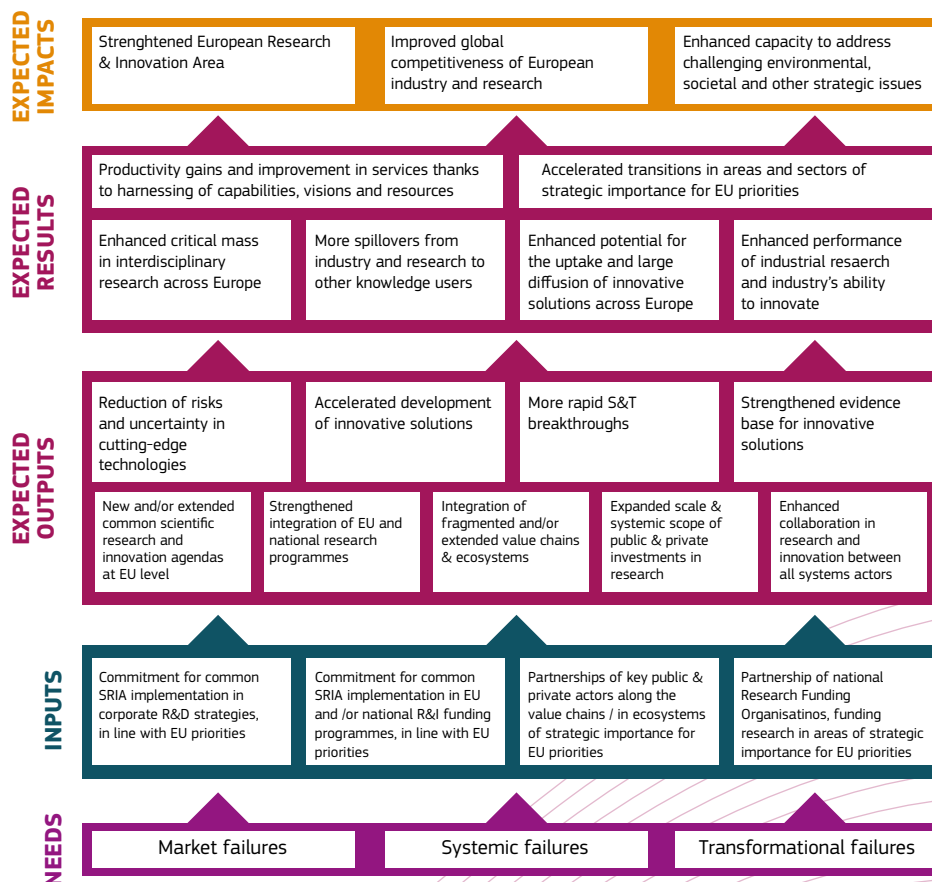 EXPECTED
IMPACTS
Strenghtened European Research
& Innovation Area
Improved global
competitiveness of European
industry and research
Enhanced capacity to address
challenging environmental,
societal and other strategic issues
EXPECTED
RESULTS
Productivity gains and improvement in services thanks
to harnessing of capabilities, visions and resources
Accelerated transitions in areas and sectors of
strategic importance for EU priorities
Enhanced critical mass
in interdisciplinary
research across Europe
More spillovers from
industry and research to
other knowledge users
Enhanced potential for
the uptake and large
diffusion of innovative
solutions across Europe
Enhanced performance
of industrial resaerch
and industry's ability
to innovate
EXPECTED
OUTPUTS
Reduction of risks
and uncertainty in
cutting-edge
technologies
Accelerated development
of innovative solutions
More rapid S&T
breakthroughs
Strengthened evidence
base for innovative
solutions
New and/or extended
common scientific
research and
innovation agendas
at EU level
Strengthened
integration of EU and
national research
programmes
Integration of
fragmented and/or
extended value chains
& ecosystems
Expanded scale &
systemic scope of
public & private
investments in
research
Enhanced
collaboration in
research and
innovation between
all systems actors
INPUTS
Commitment for common
SRIA implementation in
corporate R&D strategies,
in line with EU priorities
Commitment for common
SRIA implementation in EU
and /or national R&I funding
programmes, in line with EU
priorities
Partnerships of key public &
private actors along the
value chains / in ecosystems
of strategic importance for
EU priorities
Partnership of national
Research Funding
Organisatinos, funding
research in areas of strategic
importance for EU priorities
NEEDS
Market failures
Systemic failures
Transformational failures